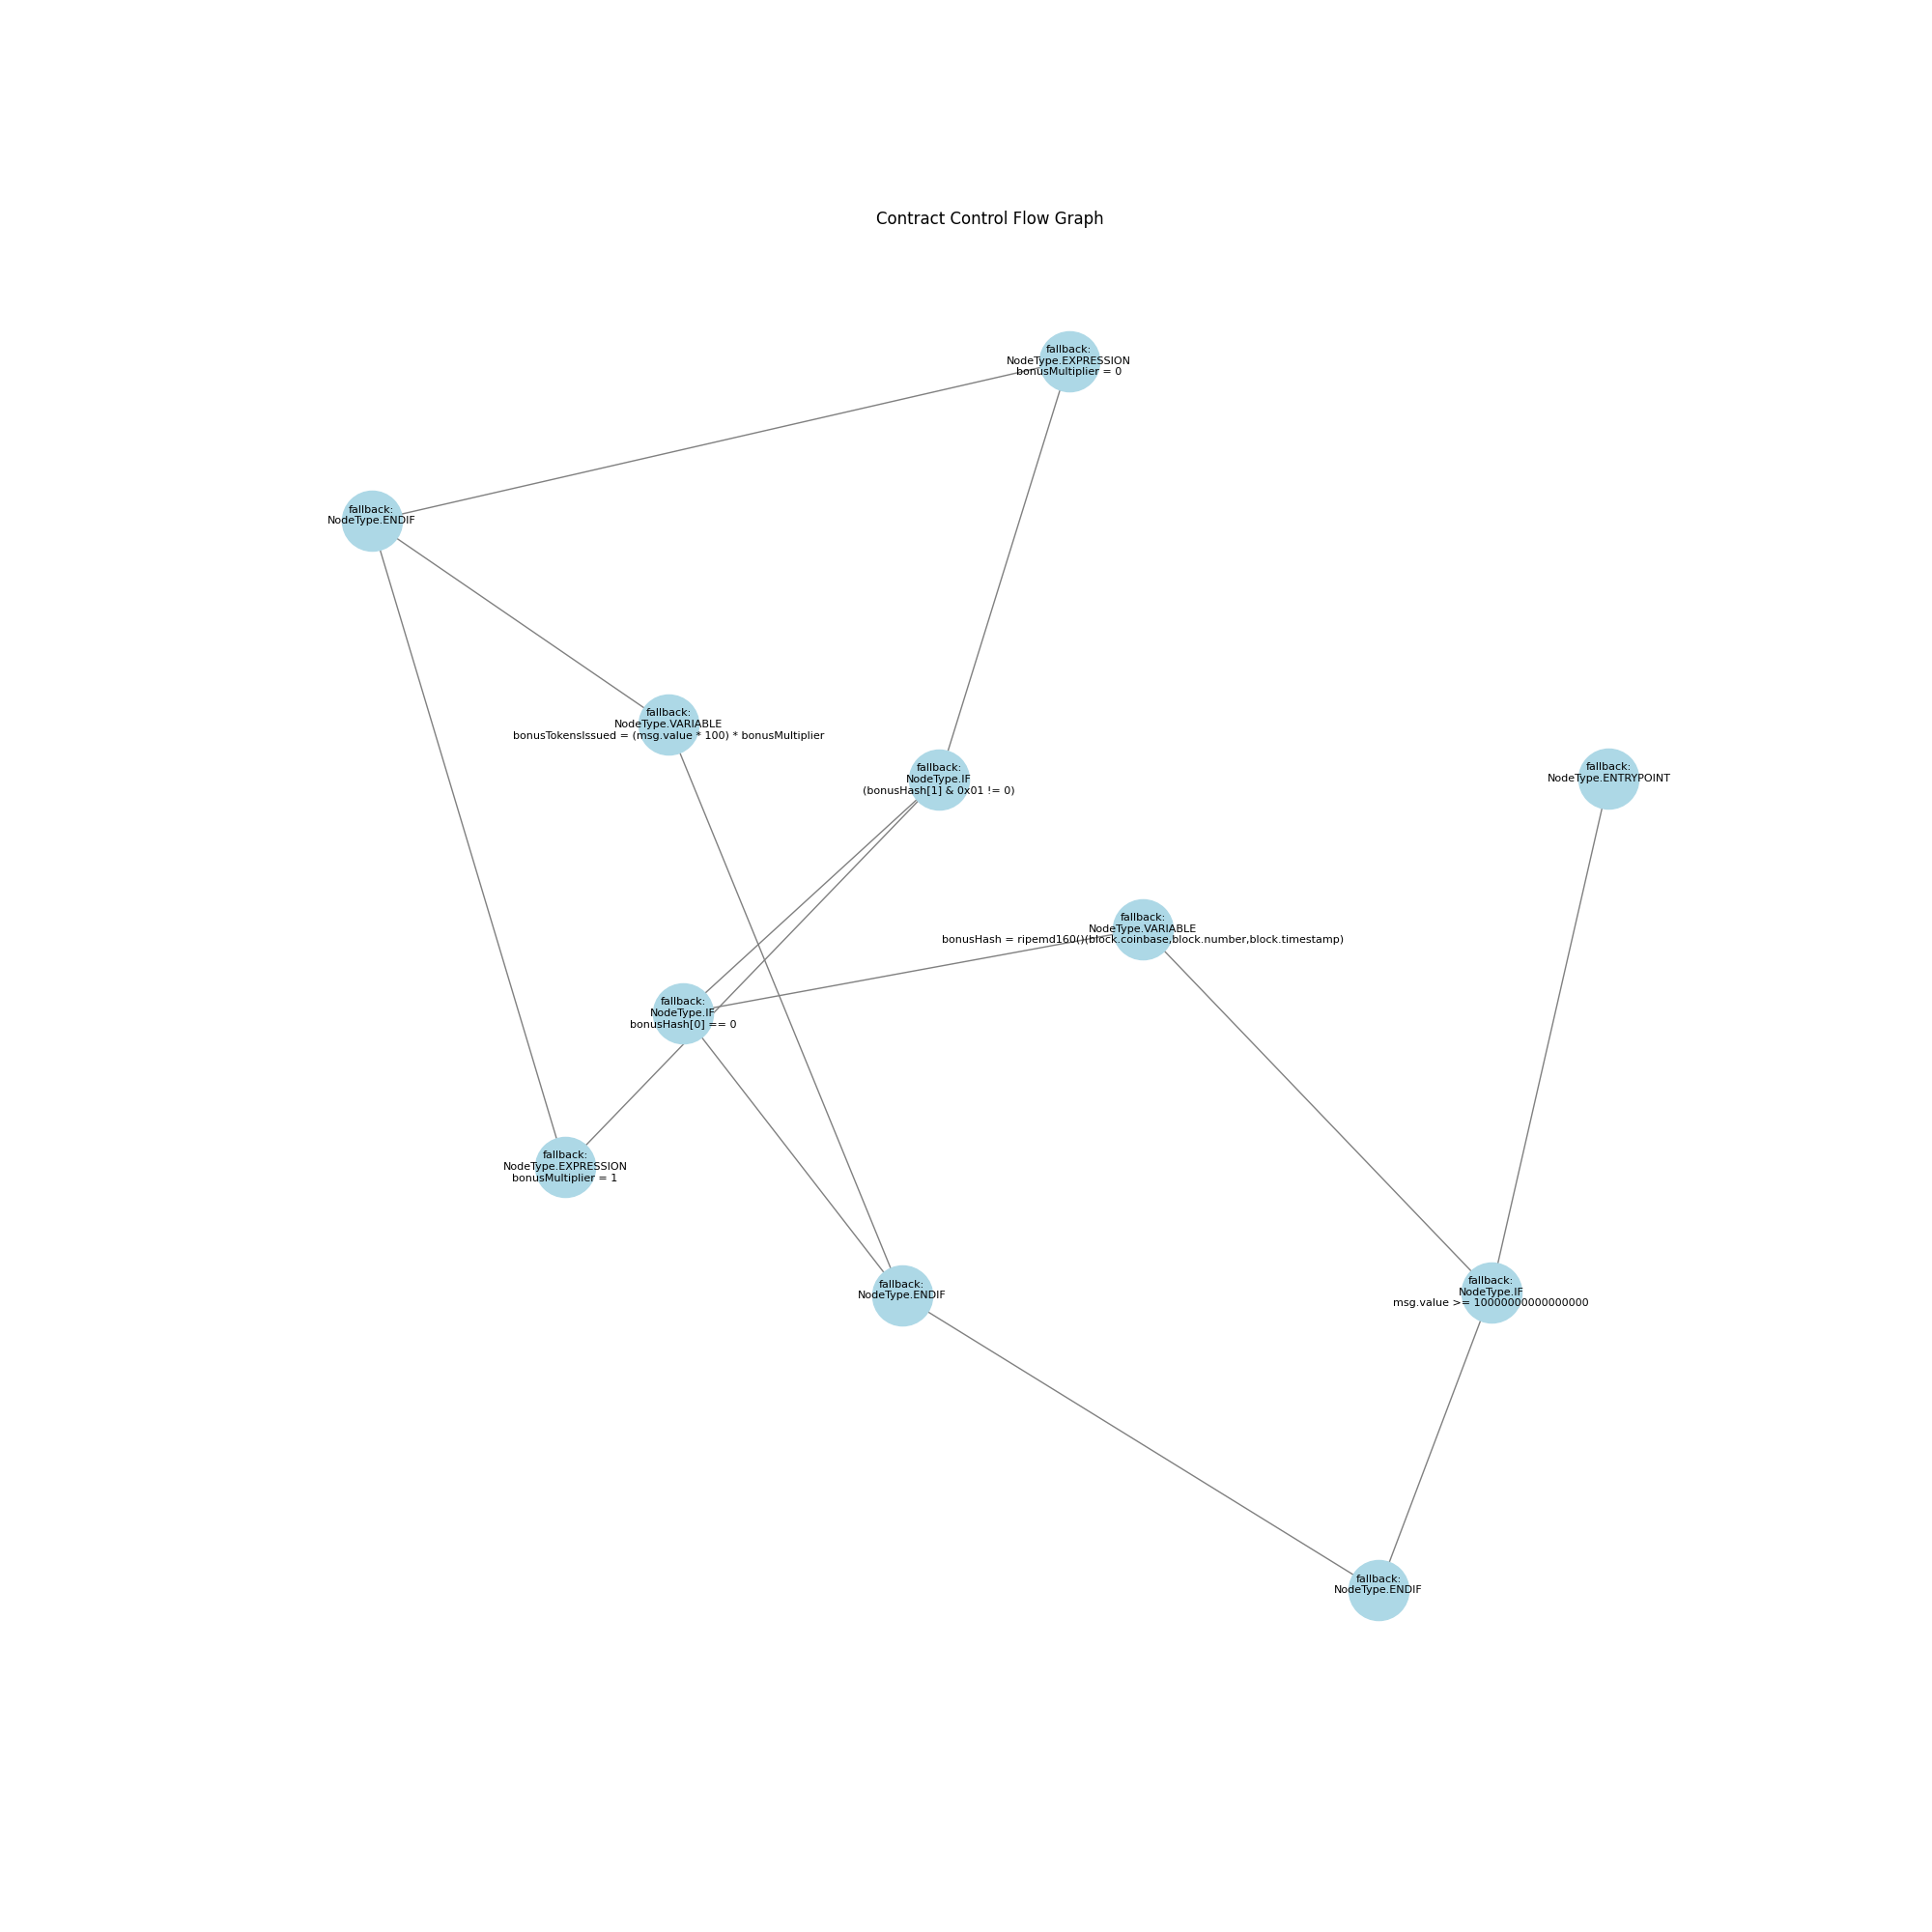 Contract Control Flow Graph
fallback:
NodeType.EXPRESSION
bonusMultiplier = 0
fallback:
NodeType.ENDIF
fallback:
NodeType.VARIABLE
bonusTokensIssued = (msg.value * 100) * bonusMultiplier
fallback:
NodeType.IF
(bonusHash[1] & 0x01 != 0)
fallback:
NodeType.ENTRYPOINT
fallback:
NodeType.VARIABLE
bonusHash = ripemd160()(block.coinbase,block.number,block.timestamp)
fallback:
NodeType.IF
bonusHash[0] == 0
fallback:
NodeType.EXPRESSION
bonusMultiplier = 1
fallback:
NodeType.ENDIF
fallback:
NodeType.IF
msg.value >= 10000000000000000
fallback:
NodeType.ENDIF